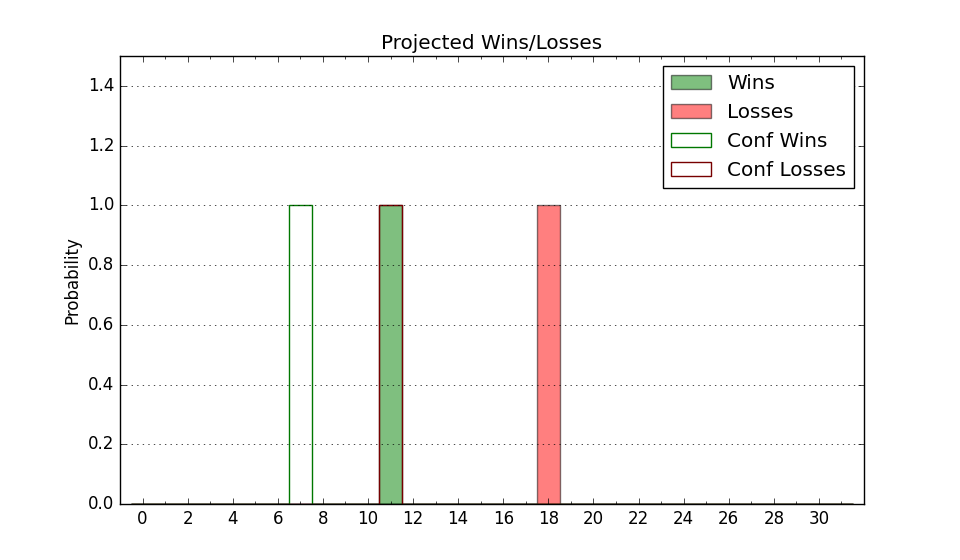 Projected Wins/Losses
1.4
1.2
1.0
0.8
0.6
0.4
0.2
0.0
Probability
Wins
Losses
Conf Wins
Conf Losses
0 2 4 6 8 10 12 14 16 18 20 22 24 26 28 30